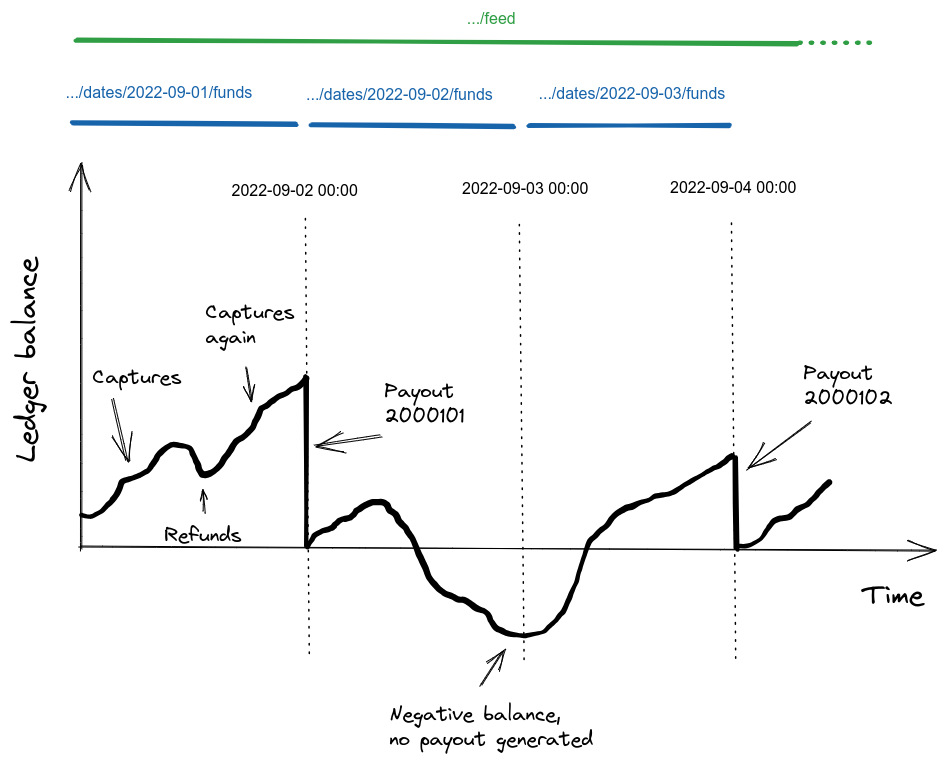 .../feed
.../dates/2022-09-01/funds
.../dates/2022-09-02/funds
.../dates/2022-09-03/funds
2022-09-02 00:00
2022-09-03 00:00
2022-09-04 00:00
Ledger balance
Captures
Captures
again
Refunds
Payout
2000101
Payout
2000102
Time
Negative balance,
no payout generated